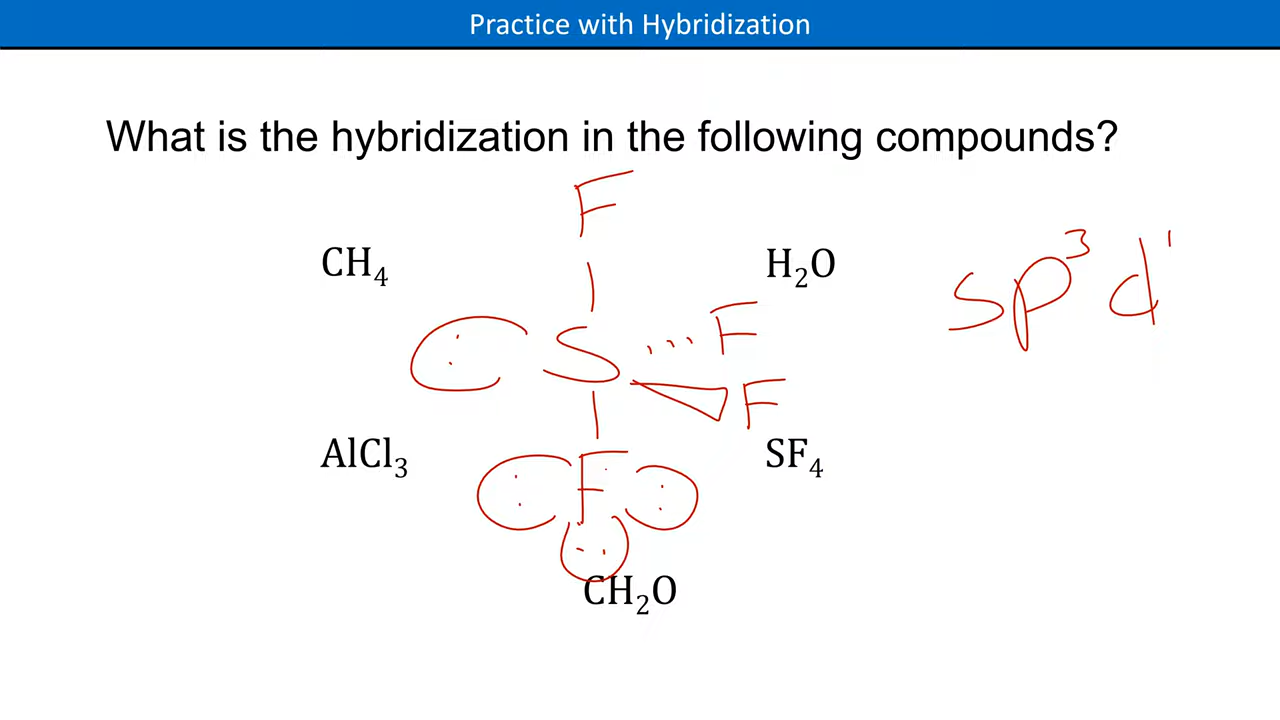 Practice with Hybridization
What is the hybridization in the following compounds?
F
CH₄
H₂O
sp³d¹
S
F
F
AlCl₃
F
SF₄
CH₂O